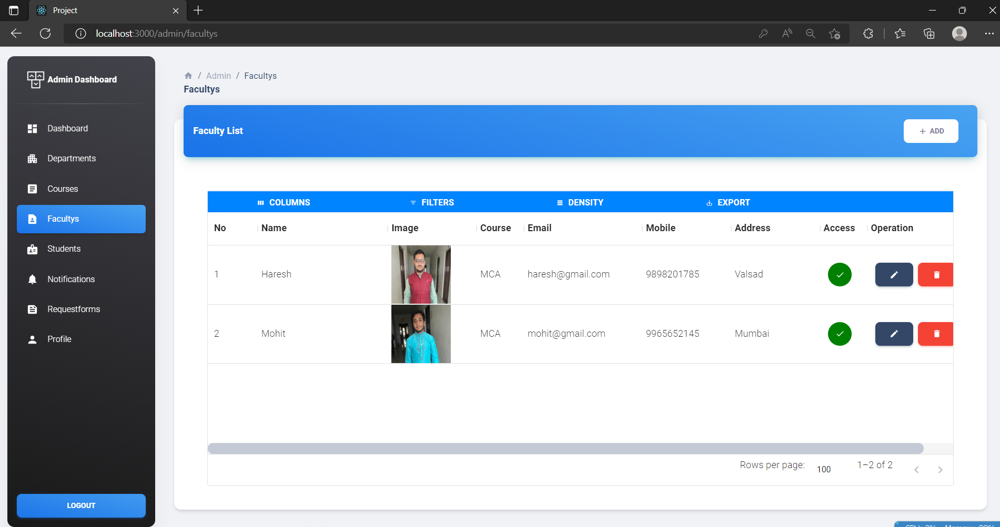 Project
localhost:3000/admin/facultys
Admin Dashboard
Dashboard
Departments
Courses
Facultys
Students
Notifications
Requestforms
Profile
LOGOUT
/ Admin / Facultys
Facultys
Faculty List
+ ADD
COLUMNS FILTERS DENSITY EXPORT
No Name Image Course Email Mobile Address Access Operation
1 Haresh MCA haresh@gmail.com 9898201785 Valsad
2 Mohit MCA mohit@gmail.com 9965652145 Mumbai
Rows per page: 100 1–2 of 2